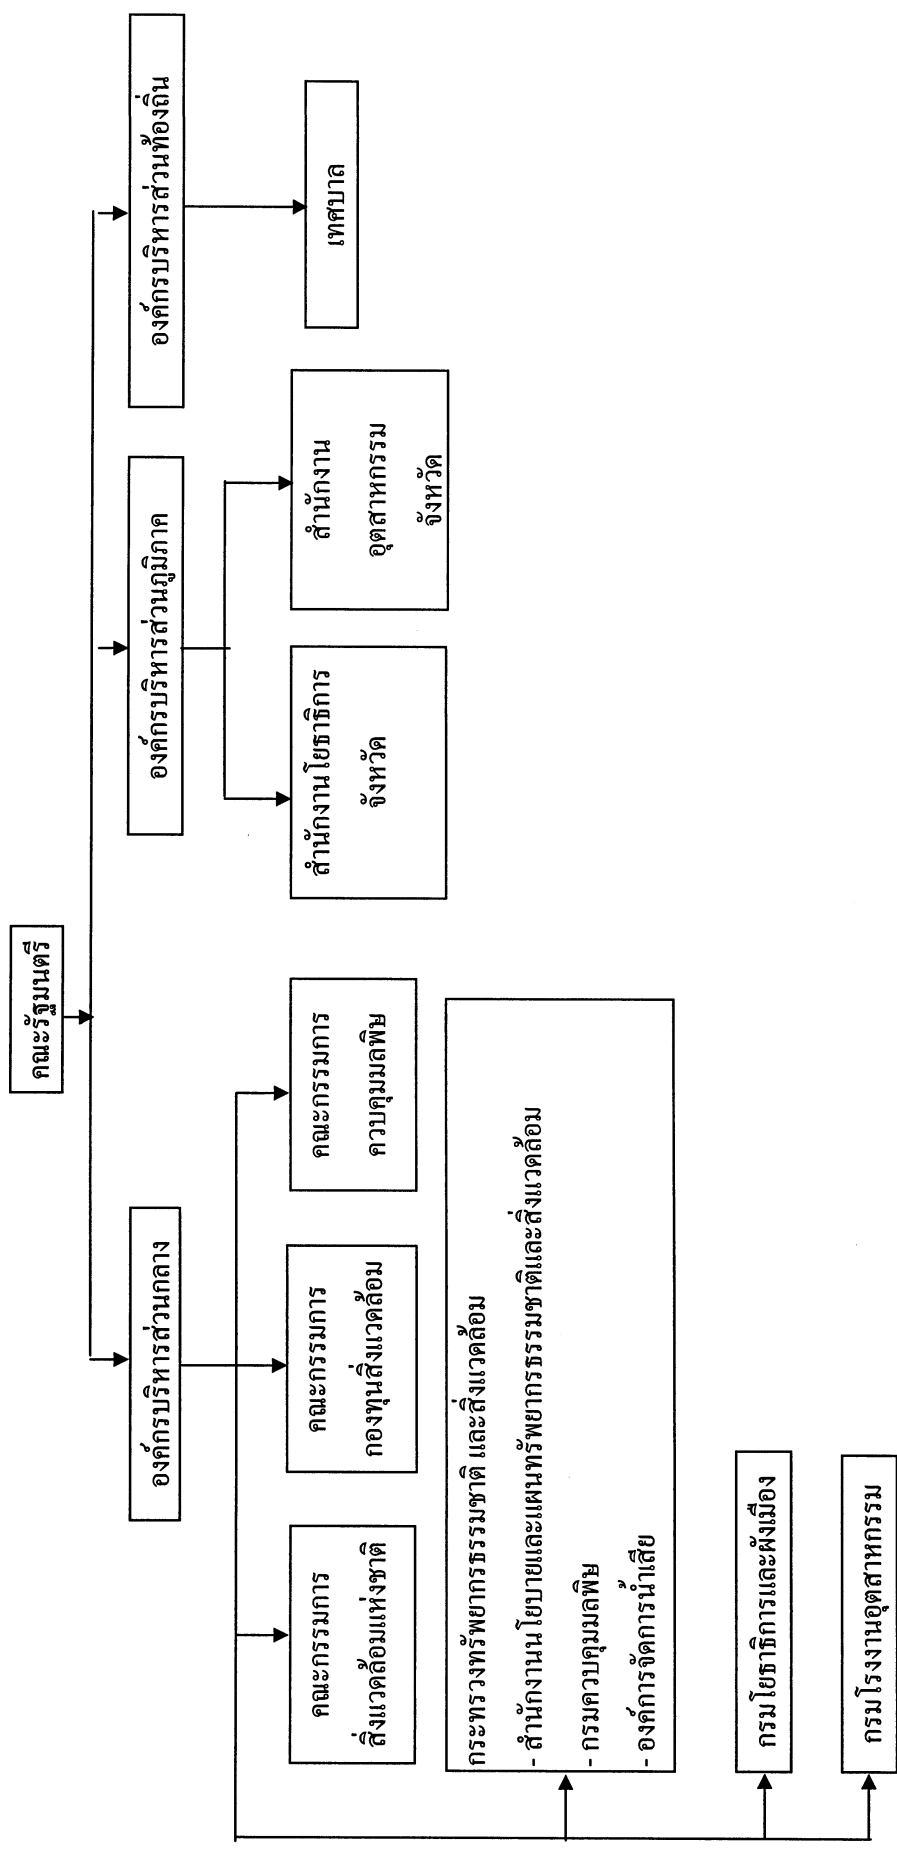 คณะรัฐมนตรี
องค์กรบริหารส่วนกลาง
องค์กรบริหารส่วนภูมิภาค
องค์กรบริหารส่วนท้องถิ่น
คณะกรรมการ
สิ่งแวดล้อมแห่งชาติ
คณะกรรมการ
กองทุนสิ่งแวดล้อม
คณะกรรมการ
ควบคุมมลพิษ
สำนักงานโยธาธิการ
จังหวัด
สำนักงาน
อุตสาหกรรม
จังหวัด
เทศบาล
กระทรวงทรัพยากรธรรมชาติ และสิ่งแวดล้อม
- สำนักงานนโยบายและแผนทรัพยากรธรรมชาติและสิ่งแวดล้อม
- กรมควบคุมมลพิษ
- องค์การจัดการน้ำเสีย
กรมโยธาธิการและผังเมือง
กรมโรงงานอุตสาหกรรม